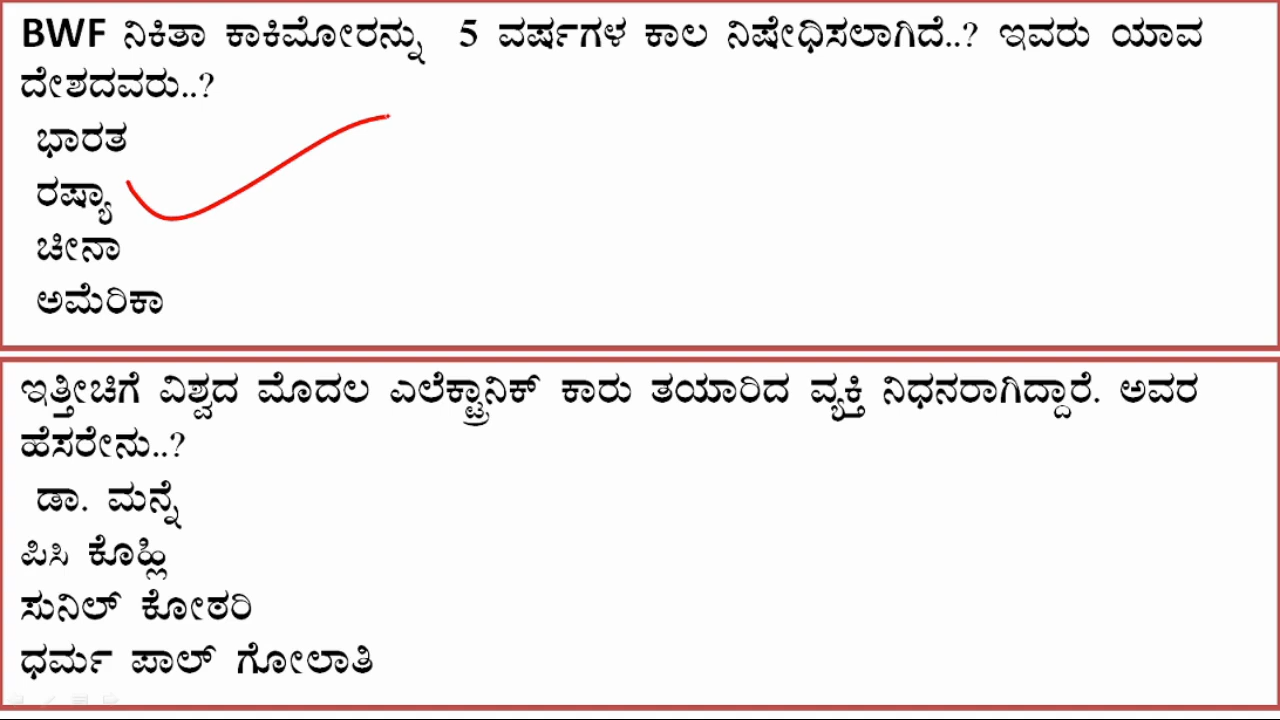 BWF ನಿಕಿತಾ ಕಾಕಿಮೋರನ್ನು 5 ವರ್ಷಗಳ ಕಾಲ ನಿಷೇಧಿಸಲಾಗಿದೆ..? ಇವರು ಯಾವ
ದೇಶದವರು..?
ಭಾರತ
ರಷ್ಯಾ
ಚೀನಾ
ಅಮೆರಿಕಾ
ಇತ್ತೀಚಿಗೆ ವಿಶ್ವದ ಮೊದಲ ಎಲೆಕ್ಟ್ರಾನಿಕ್ ಕಾರು ತಯಾರಿದ ವ್ಯಕ್ತಿ ನಿಧನರಾಗಿದ್ದಾರೆ. ಅವರ
ಹೆಸರೇನು..?
ಡಾ. ಮನ್ನೆ
ಪಿಸಿ ಕೊಹ್ಲಿ
ಸುನಿಲ್ ಕೋಠರಿ
ಧರ್ಮ ಪಾಲ್ ಗೋಲಾತಿ